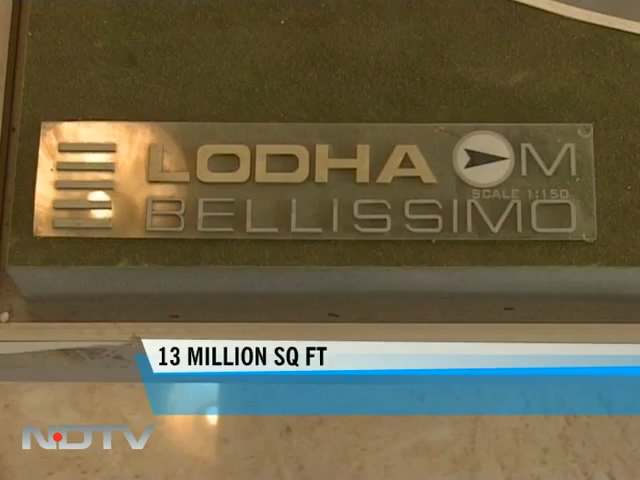 LODHA
M
SCALE 1:150
BELLISSIMO
13 MILLION SQ FT
NDTV